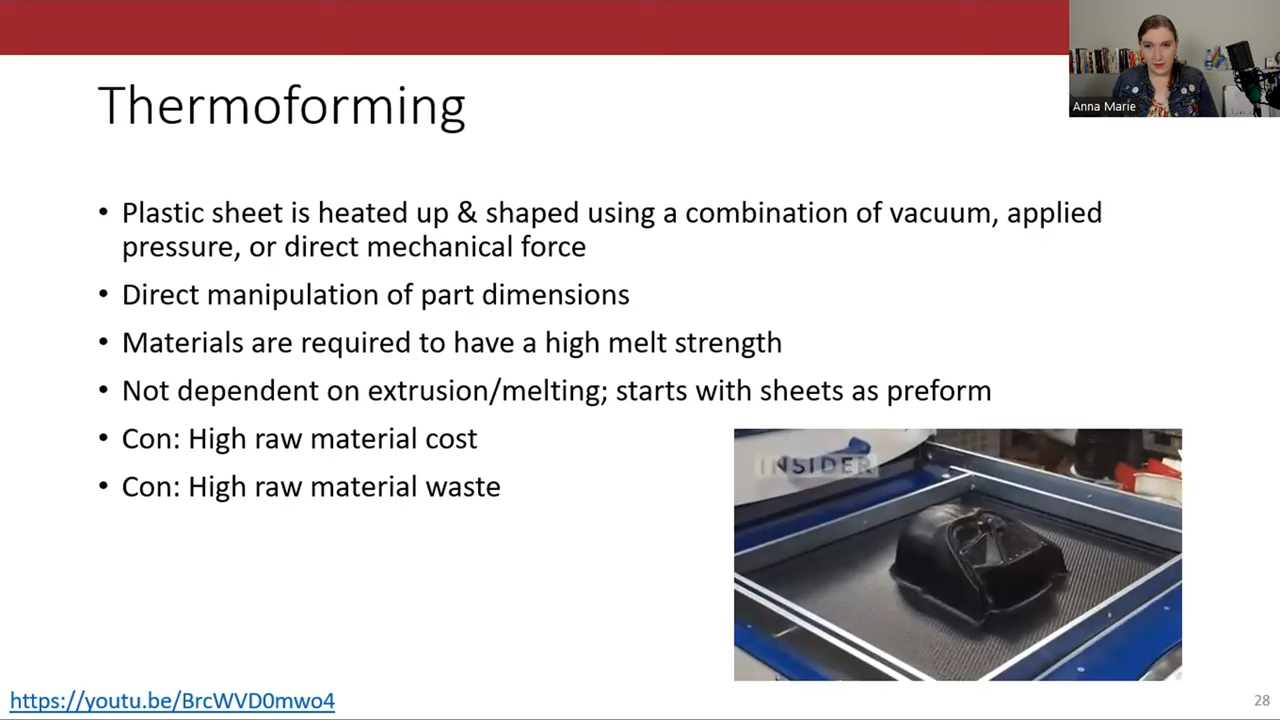 Anna Marie
Thermoforming
• Plastic sheet is heated up & shaped using a combination of vacuum, applied
pressure, or direct mechanical force
• Direct manipulation of part dimensions
• Materials are required to have a high melt strength
• Not dependent on extrusion/melting; starts with sheets as preform
• Con: High raw material cost
• Con: High raw material waste
INSIDER
https://youtu.be/BrcWVD0mwo4
28